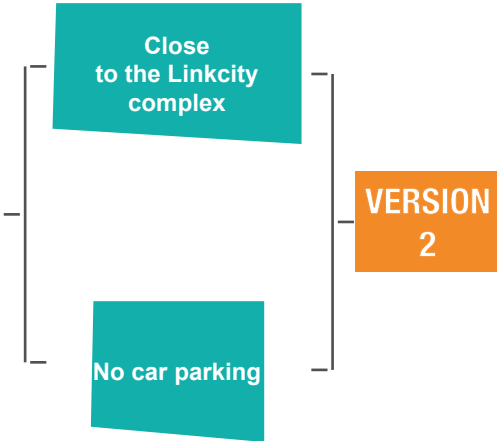 Close
to the Linkcity
complex
VERSION
2
No car parking